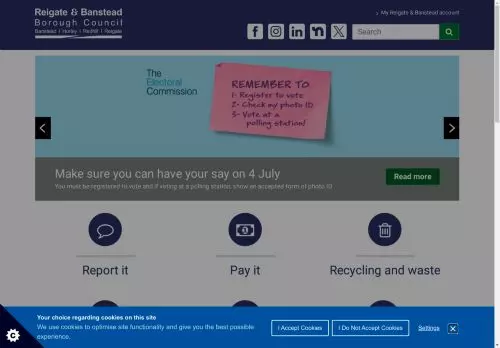 Reigate & Banstead
Borough Council
Banstead | Horley | Redhill | Reigate
› My Reigate & Banstead account
Search
The
Electoral
Commission
REMEMBER TO
1- Register to vote
2- Check my photo ID
3- Vote at a
polling station!
Make sure you can have your say on 4 July
You must be registered to vote and if voting at a polling station, show an accepted form of photo ID
Read more
Report it
Pay it
Recycling and waste
Your choice regarding cookies on this site
We use cookies to optimise site functionality and give you the best possible
experience.
I Accept Cookies
I Do Not Accept Cookies
Settings